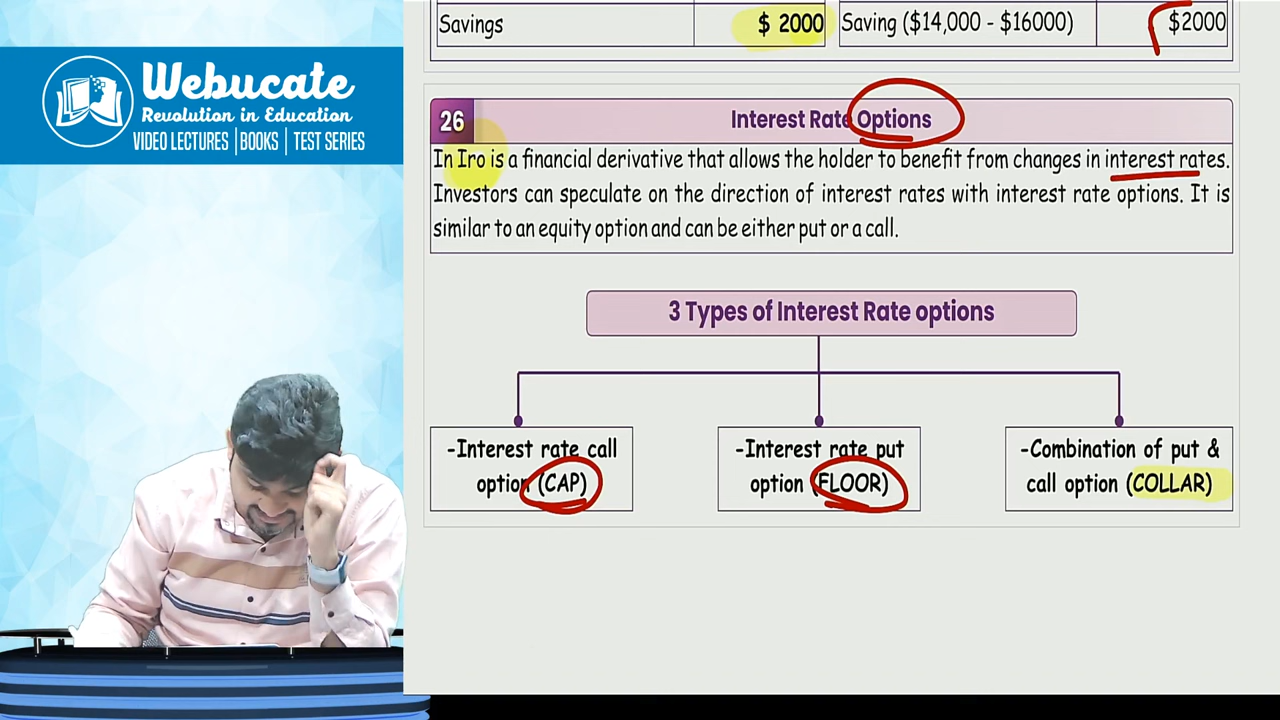 Savings $ 2000 Saving ($14,000 - $16000) $2000
Webucate
Revolution in Education
VIDEO LECTURES | BOOKS | TEST SERIES
26 Interest Rate Options
In Iro is a financial derivative that allows the holder to benefit from changes in interest rates.
Investors can speculate on the direction of interest rates with interest rate options. It is
similar to an equity option and can be either put or a call.
3 Types of Interest Rate options
-Interest rate call
option (CAP)
-Interest rate put
option (FLOOR)
-Combination of put &
call option (COLLAR)